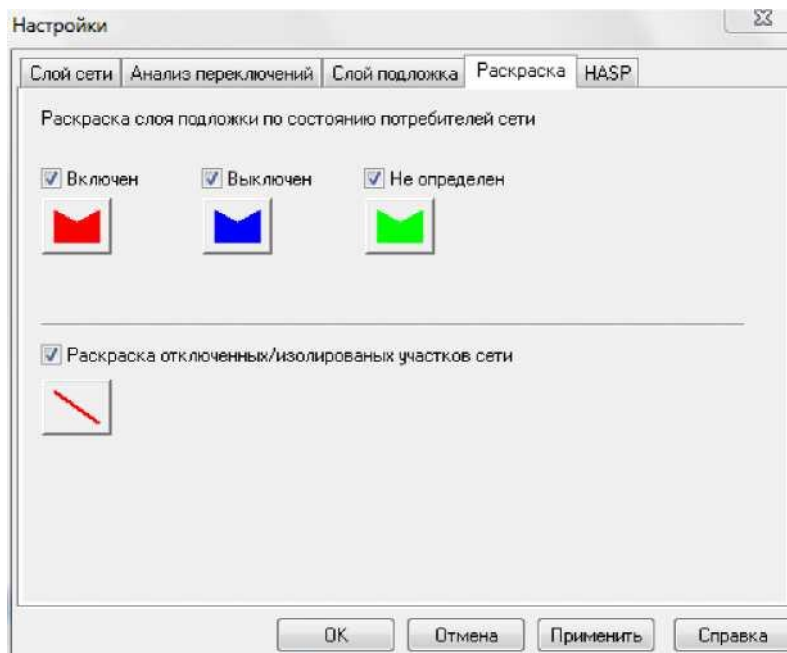 Настройки
Слой сети Анализ переключений Слой подложка Раскраска HASP
Раскраска слоя подложки по состоянию потребителей сети
Включен Выключен Не определен
Раскраска отключенных/изолированых участков сети
OK Отмена Применить Справка